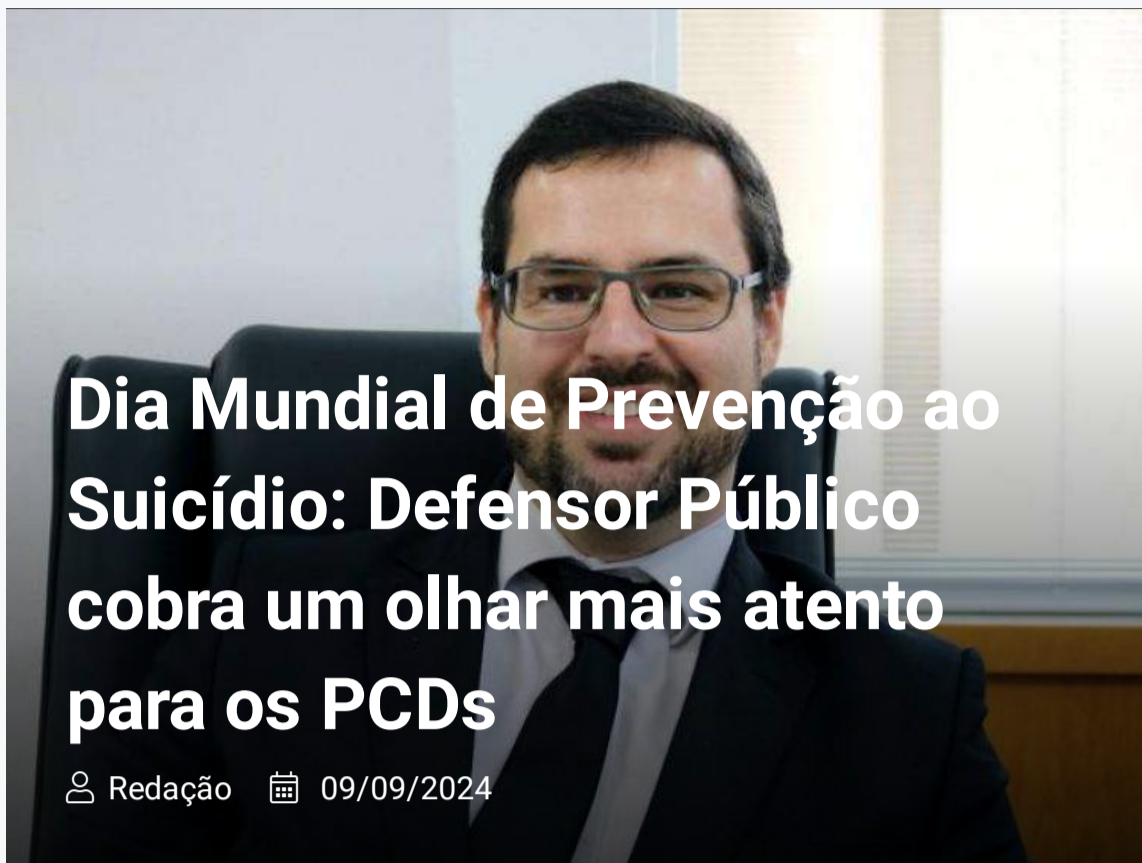 Dia Mundial de Prevenção ao
Suicídio: Defensor Público
cobra um olhar mais atento
para os PCDs
Redação 09/09/2024